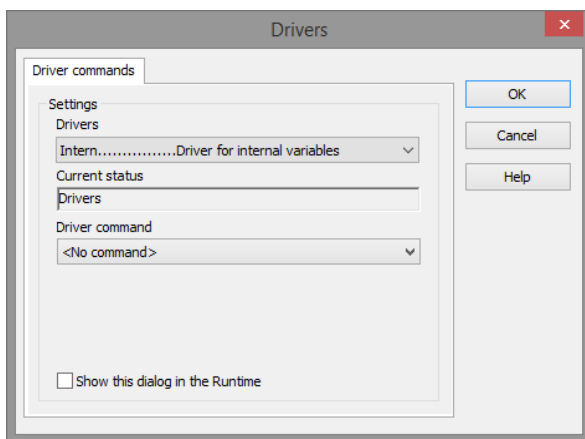 Drivers
Driver commands
Settings
Drivers
Intern...............Driver for internal variables
Current status
Drivers
Driver command
<No command>
Show this dialog in the Runtime
OK
Cancel
Help